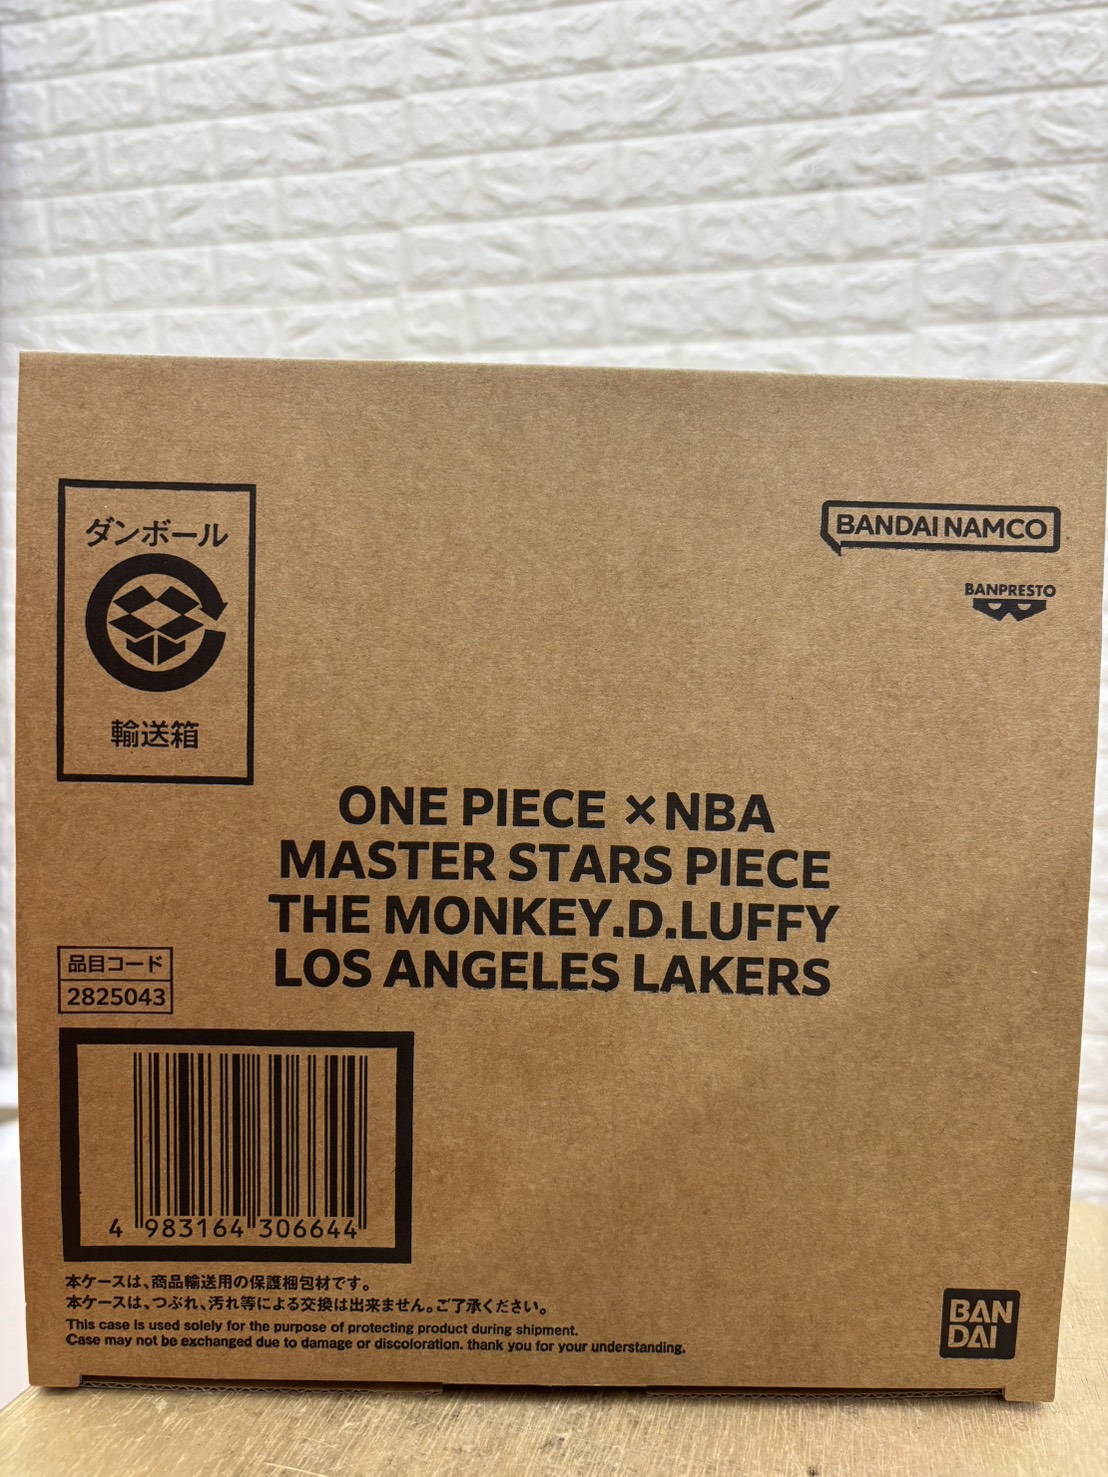 ダンボール
輸送箱
BANDAI NAMCO
BANPRESTO
ONE PIECE ×NBA
MASTER STARS PIECE
THE MONKEY.D.LUFFY
LOS ANGELES LAKERS
品目コード
2825043
4 983164 306644
本ケースは、商品輸送用の保護梱包材です。
本ケースは、つぶれ、汚れ等による交換は出来ません。ご了承ください。
This case is used solely for the purpose of protecting product during shipment.
Case may not be exchanged due to damage or discoloration. thank you for your understanding.
BAN
DAI